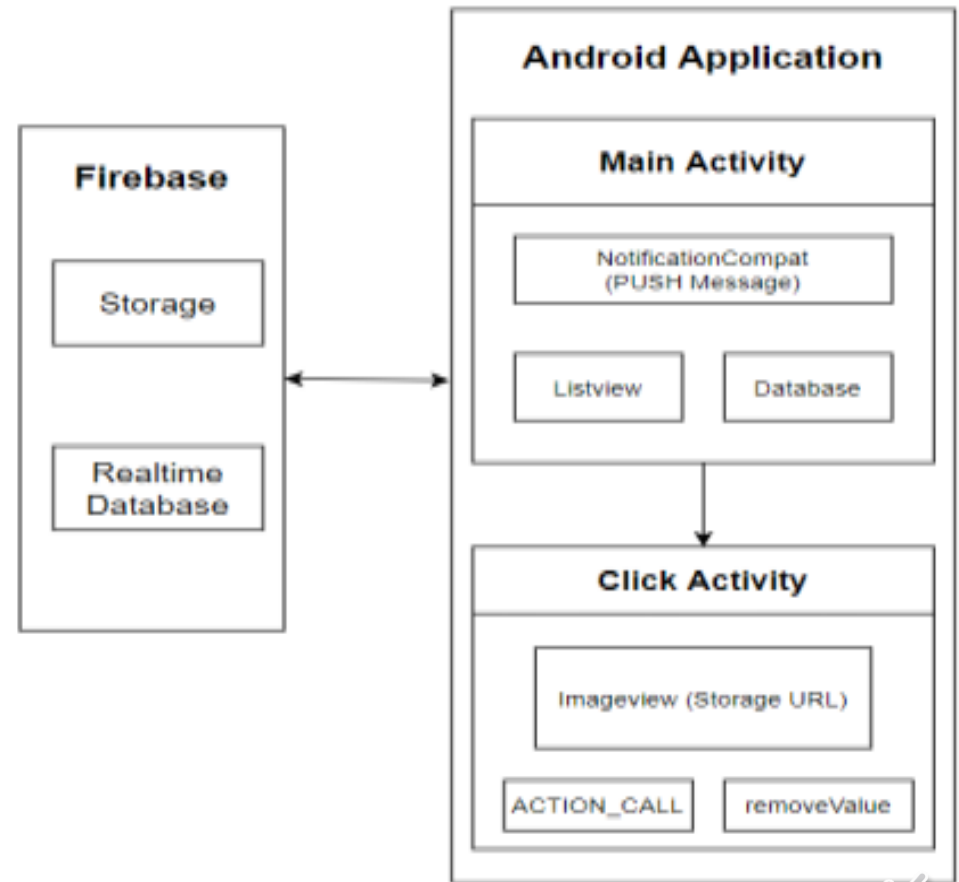 Android Application
Firebase
Storage
Realtime
Database
Main Activity
NotificationCompat
(PUSH Message)
Listview
Database
Click Activity
Imageview (Storage URL)
ACTION_CALL
removeValue